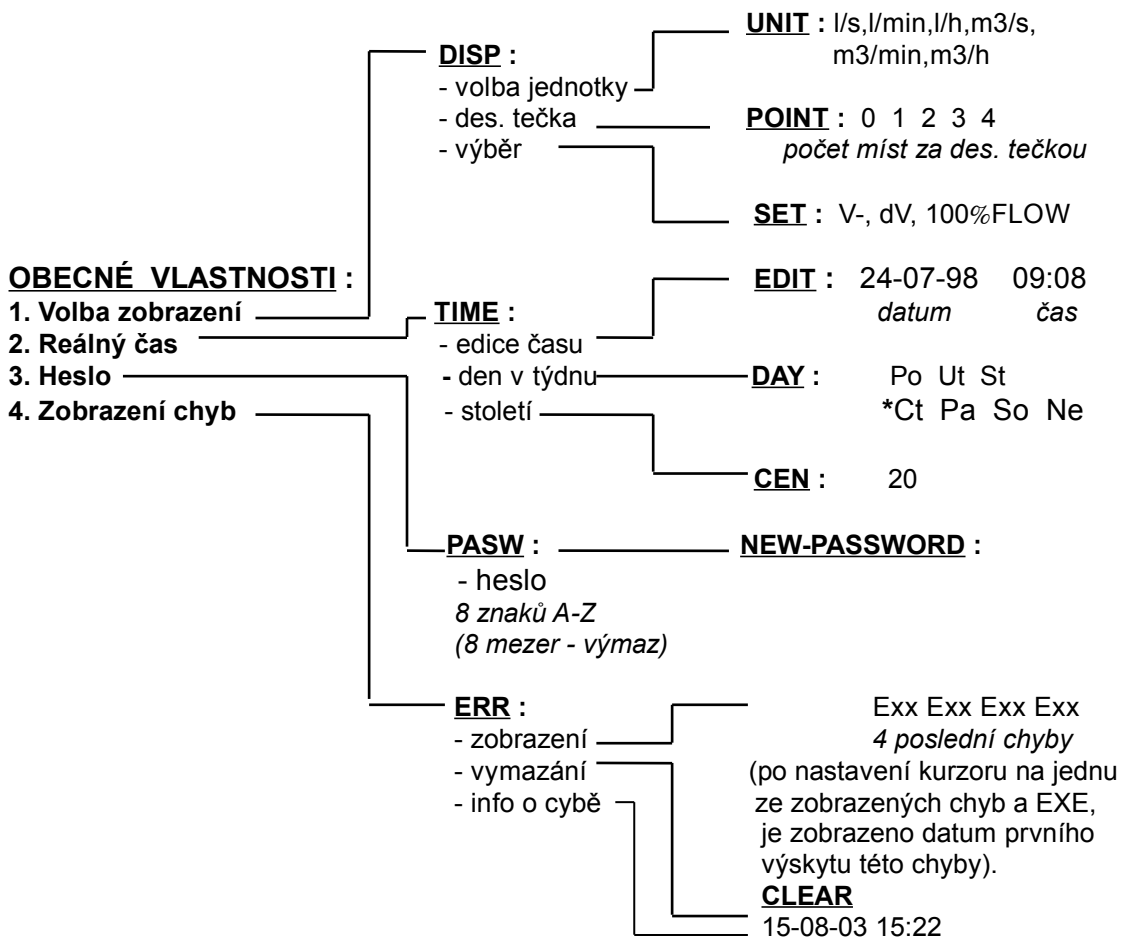 OBECNÉ VLASTNOSTI :
1. Volba zobrazení
2. Reálný čas
3. Heslo
4. Zobrazení chyb
DISP :
- volba jednotky
- des. tečka
- výběr
UNIT : l/s,l/min,l/h,m3/s,
m3/min,m3/h
POINT : 0 1 2 3 4
počet míst za des. tečkou
SET : V-, dV, 100%FLOW
TIME :
- edice času
- den v týdnu
- století
EDIT : 24-07-98 09:08
datum čas
DAY : Po Ut St
*Ct Pa So Ne
CEN : 20
PASW :
- heslo
8 znaků A-Z
(8 mezer - výmaz)
NEW-PASSWORD :
ERR :
- zobrazení
- vymazání
- info o cybě
Exx Exx Exx Exx
4 poslední chyby
(po nastavení kurzoru na jednu
ze zobrazených chyb a EXE,
je zobrazeno datum prvního
výskytu této chyby).
CLEAR
15-08-03 15:22